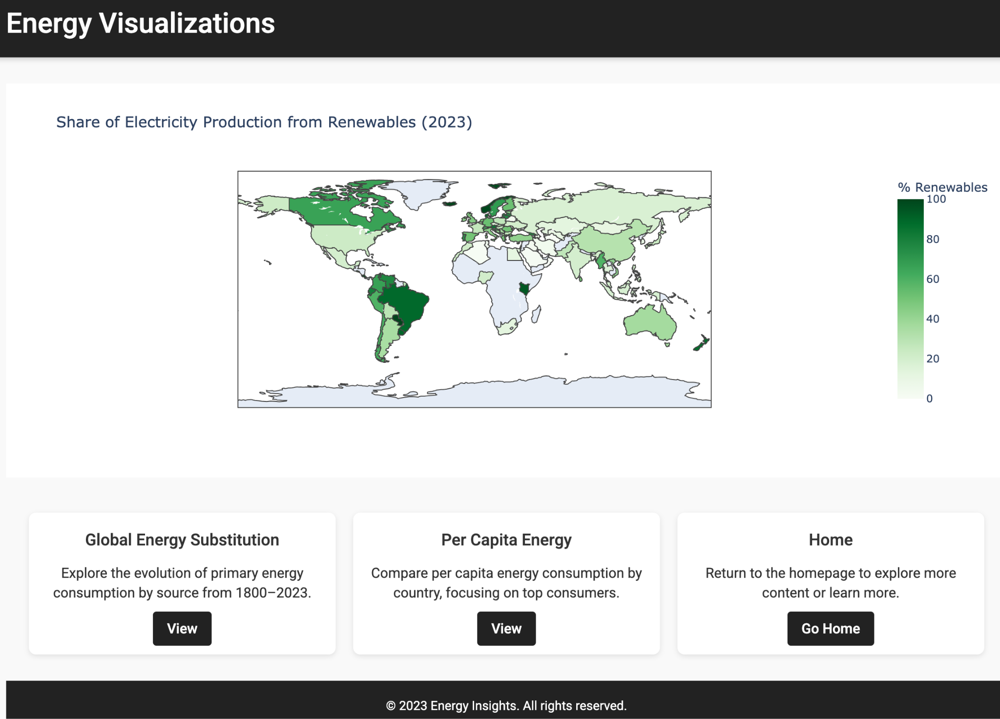 Energy Visualizations
Share of Electricity Production from Renewables (2023)
% Renewables
100
80
60
40
20
0
Global Energy Substitution
Explore the evolution of primary energy
consumption by source from 1800–2023.
View
Per Capita Energy
Compare per capita energy consumption by
country, focusing on top consumers.
View
Home
Return to the homepage to explore more
content or learn more.
Go Home
© 2023 Energy Insights. All rights reserved.